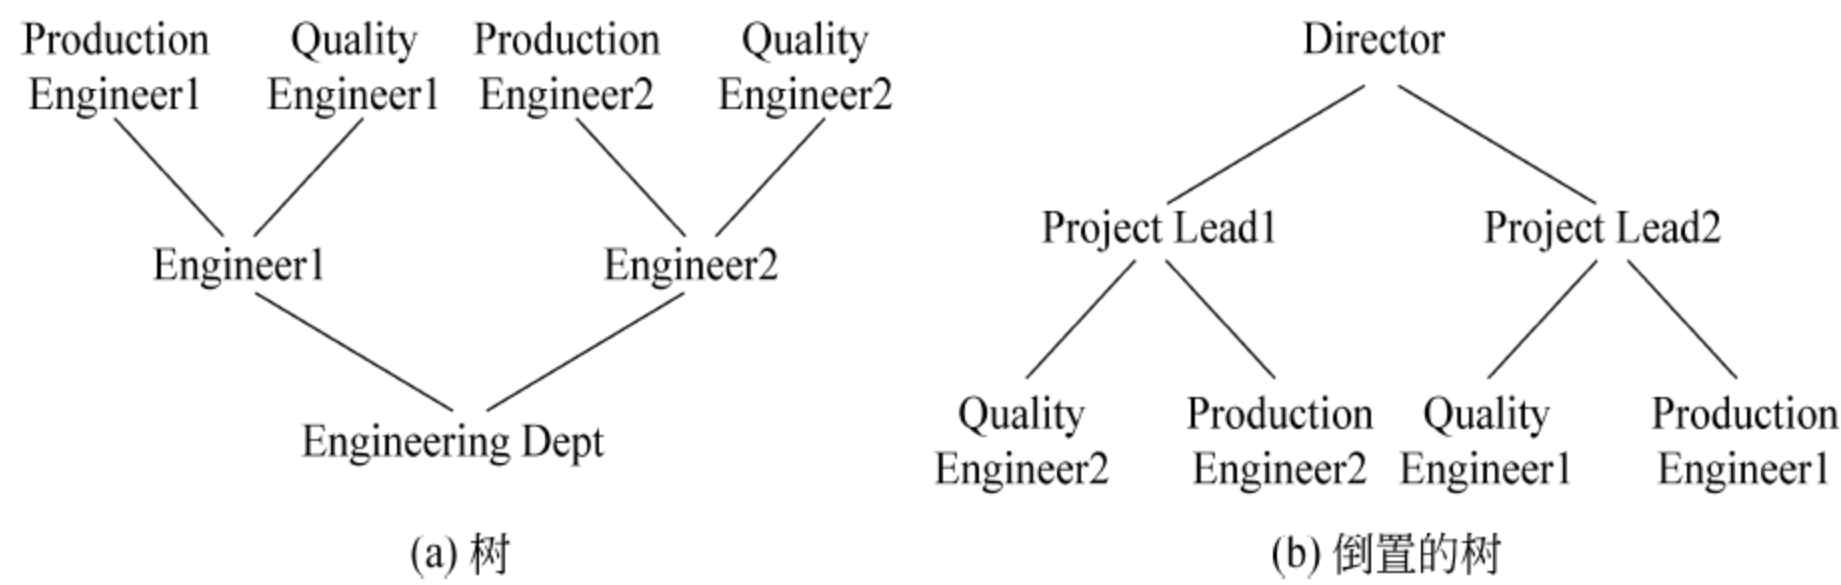 Production Engineer1
Quality Engineer1
Production Engineer2
Quality Engineer2
Engineer1
Engineer2
Engineering Dept
(a) 树
Director
Project Lead1
Project Lead2
Quality Engineer2
Production Engineer2
Quality Engineer1
Production Engineer1
(b) 倒置的树